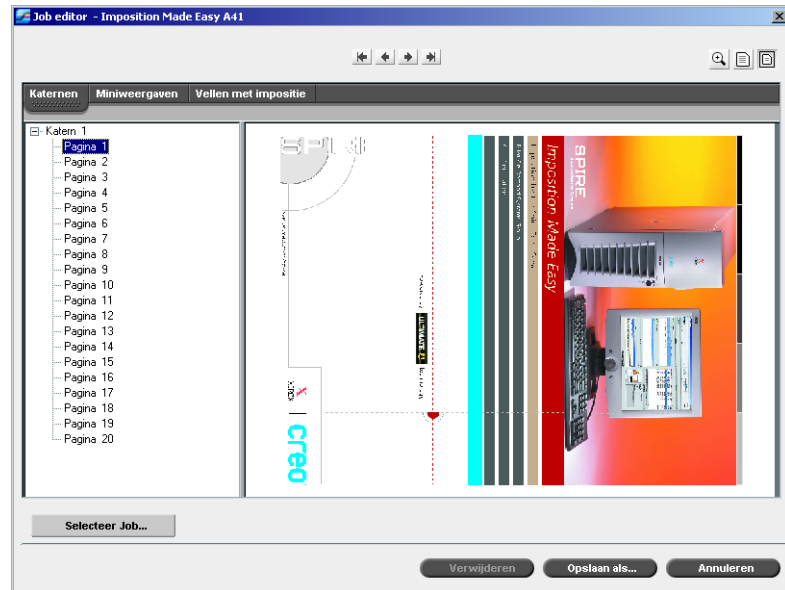 Job editor - Imposition Made Easy A41
Katernen Miniweergaven Vellen met impositie
Katern 1
Pagina 1
Pagina 2
Pagina 3
Pagina 4
Pagina 5
Pagina 6
Pagina 7
Pagina 8
Pagina 9
Pagina 10
Pagina 11
Pagina 12
Pagina 13
Pagina 14
Pagina 15
Pagina 16
Pagina 17
Pagina 18
Pagina 19
Pagina 20
SPIRE
creo
ULTIMATE
Imposition Made Easy
SPIRE
Selecteer Job...
Verwijderen Opslaan als... Annuleren